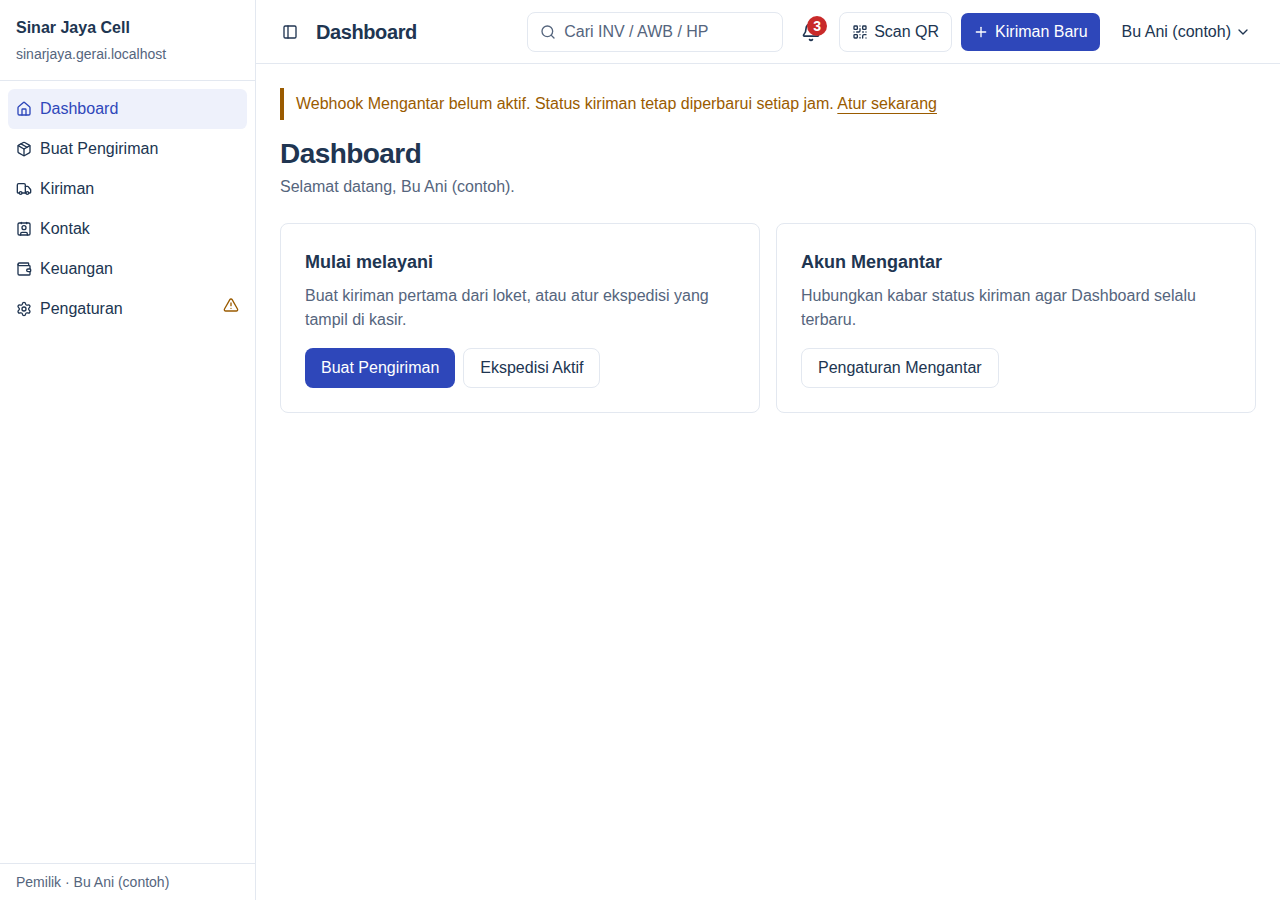 Sinar Jaya Cell
sinarjaya.gerai.localhost
Dashboard
Buat Pengiriman
Kiriman
Kontak
Keuangan
Pengaturan
Pemilik · Bu Ani (contoh)
Dashboard
Cari INV / AWB / HP
3
Scan QR
Kiriman Baru
Bu Ani (contoh)
Webhook Mengantar belum aktif. Status kiriman tetap diperbarui setiap jam. Atur sekarang
Dashboard
Selamat datang, Bu Ani (contoh).
Mulai melayani
Buat kiriman pertama dari loket, atau atur ekspedisi yang
tampil di kasir.
Buat Pengiriman
Ekspedisi Aktif
Akun Mengantar
Hubungkan kabar status kiriman agar Dashboard selalu
terbaru.
Pengaturan Mengantar